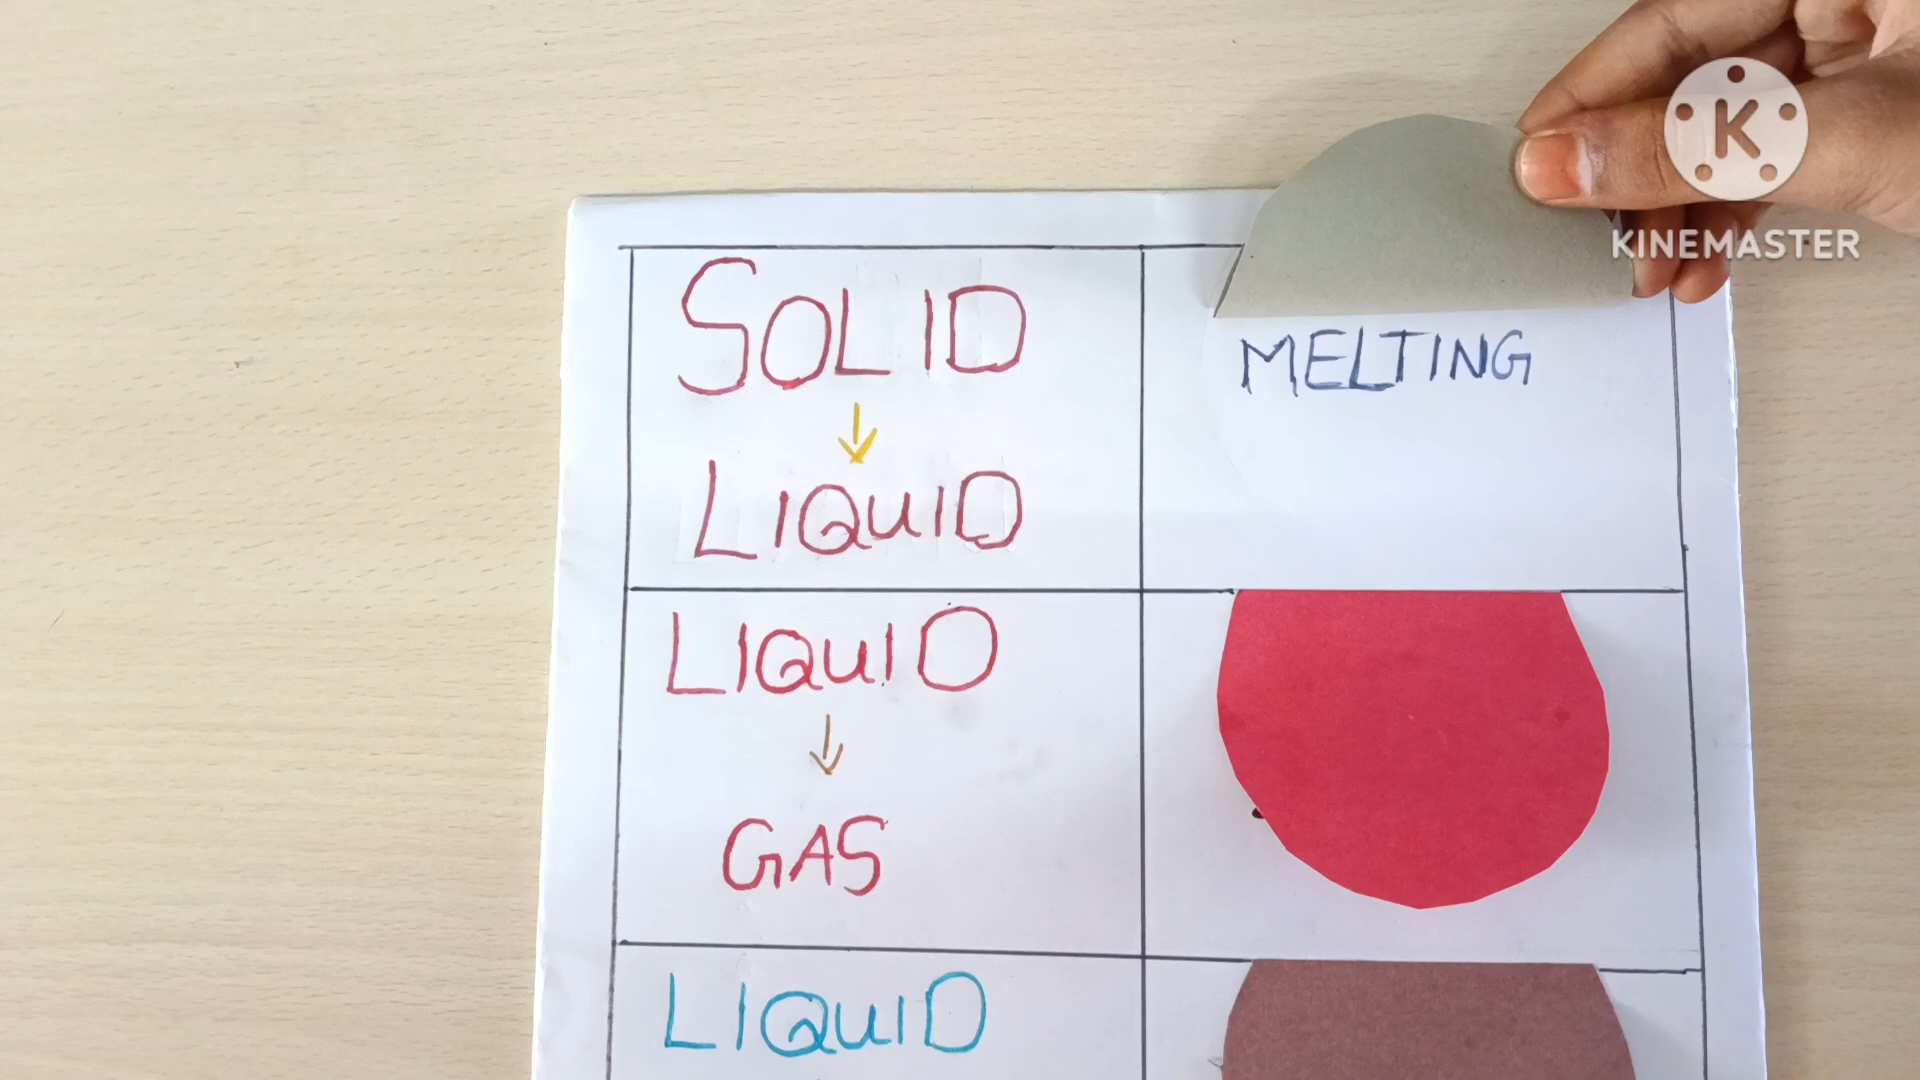 K
KINEMASTER
SOLID
MELTING
LIQUID
LIQUID
GAS
LIQUID